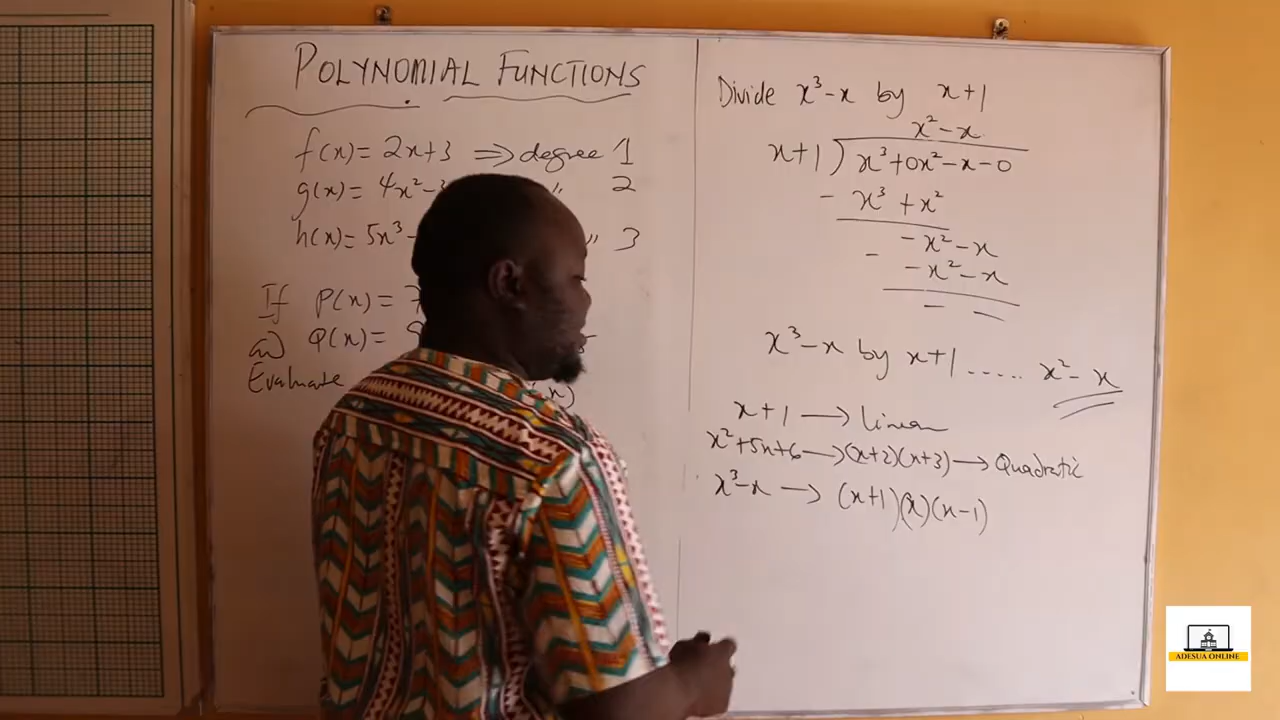 POLYNOMIAL FUNCTIONS
f(x) = 2x+3 ⇒ degree 1
g(x) = 4x²- " 2
h(x) = 5x³- " 3
If P(x) =
a) Q(x) =
Evaluate x)
Divide x³-x by x+1
x²-x
x+1 ) x³+0x²-x-0
- x³+x²
-x²-x
- -x²-x
- -
x³-x by x+1 ..... x²-x
x+1 → linear
x²+5x+6 → (x+2)(x+3) → Quadratic
x³-x → (x+1)(x)(x-1)
ADESUA ONLINE